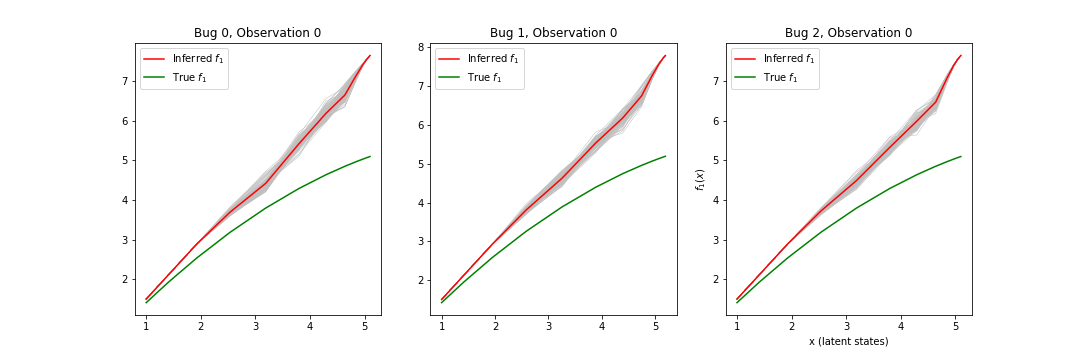 Bug 0, Observation 0
Inferred f₁
True f₁
7
6
5
4
3
2
1 2 3 4 5
Bug 1, Observation 0
Inferred f₁
True f₁
8
7
6
5
4
3
2
1 2 3 4 5
Bug 2, Observation 0
Inferred f₁
True f₁
f₁(x)
7
6
5
4
3
2
1 2 3 4 5
x (latent states)